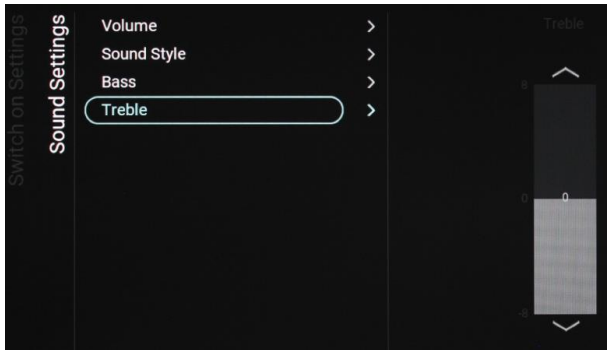 Switch on Settings
Sound Settings
Volume
Sound Style
Bass
Treble
Treble
8
0
0
-8